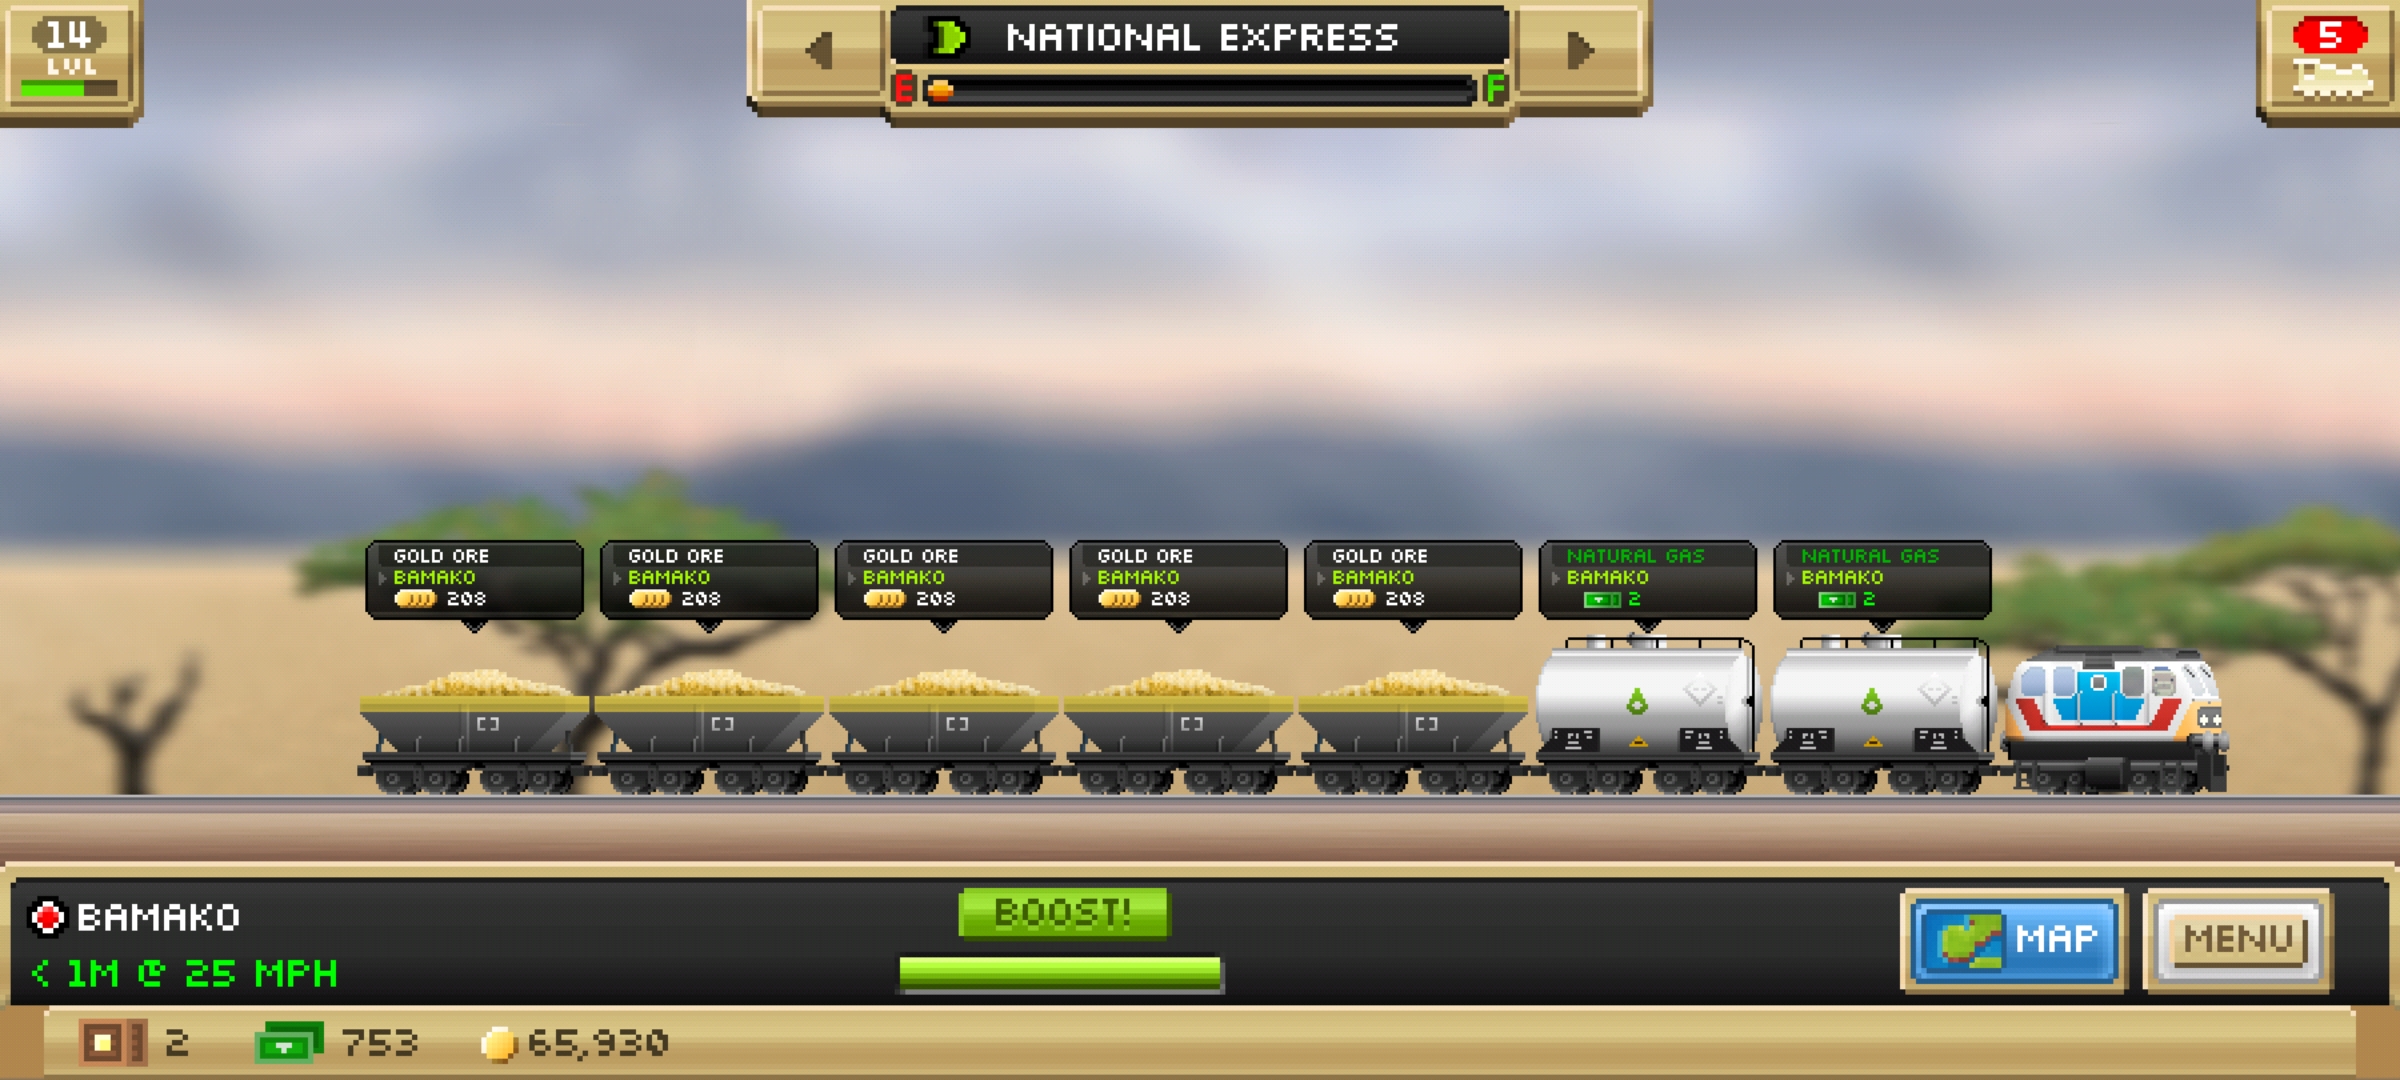 14
LVL
NATIONAL EXPRESS
E F
5
GOLD ORE
BAMAKO
208
GOLD ORE
BAMAKO
208
GOLD ORE
BAMAKO
208
GOLD ORE
BAMAKO
208
GOLD ORE
BAMAKO
208
NATURAL GAS
BAMAKO
2
NATURAL GAS
BAMAKO
2
BAMAKO
< 1M @ 25 MPH
BOOST!
MAP
MENU
2
753
65,930